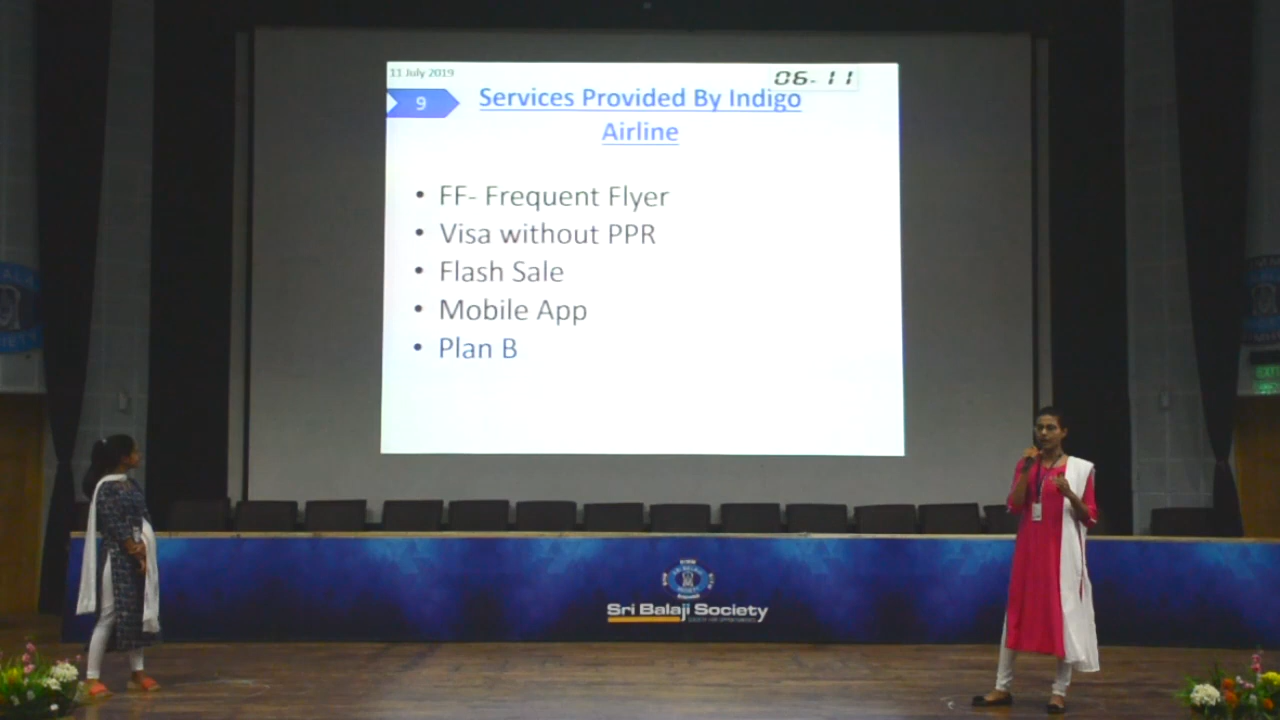 11 July 2019
06-11
9
Services Provided By Indigo
Airline
• FF- Frequent Flyer
• Visa without PPR
• Flash Sale
• Mobile App
• Plan B
EXIT
Sri Balaji Society